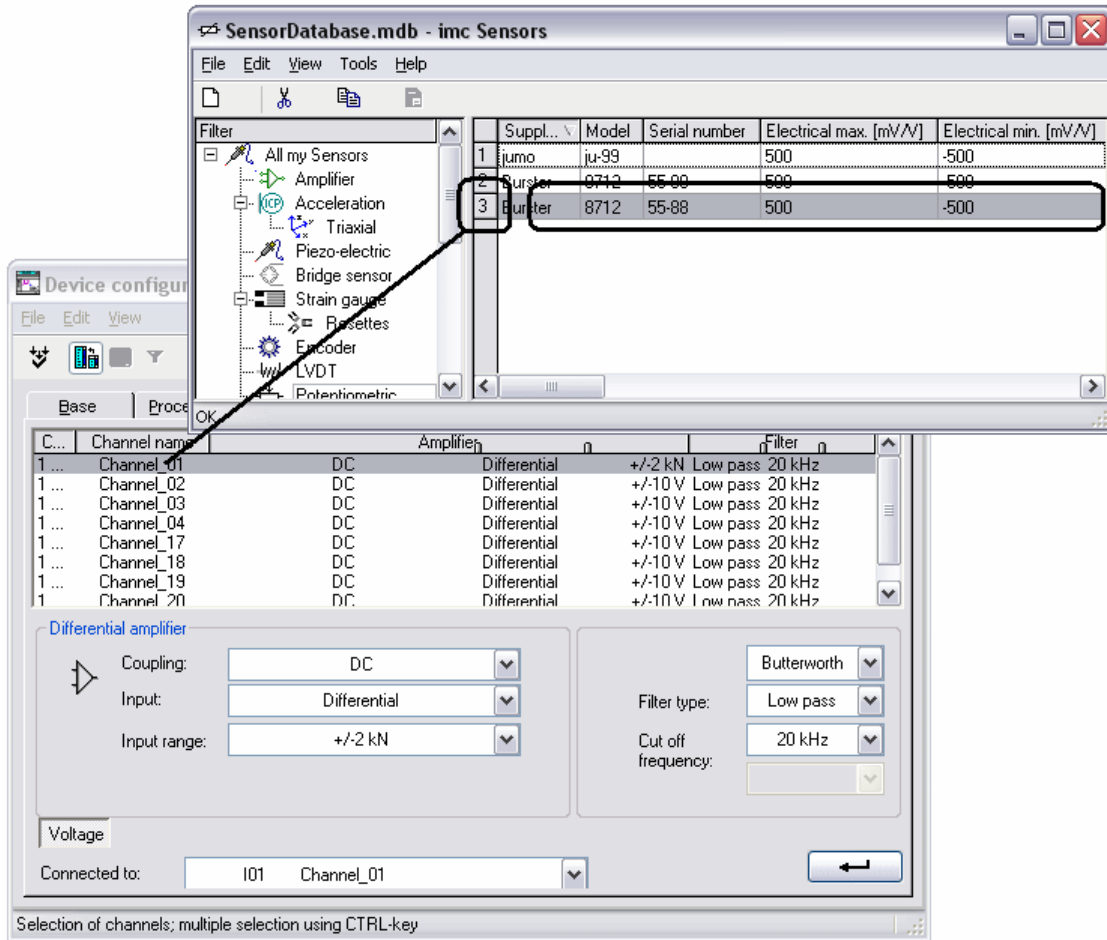 SensorDatabase.mdb - imc Sensors
File Edit View Tools Help
Filter
Suppl... Model Serial number Electrical max. [mV/V] Electrical min. [mV/V]
All my Sensors
1 jumo ju-99 500 -500
Amplifier
2 Burster 8712 500 -500
ICP Acceleration
3 Burster 8712 55-88 500 -500
Triaxial
Piezo-electric
Bridge sensor
Strain gauge
Rosettes
Encoder
LVDT
Potentiometric
OK
Device configur
File Edit View
Base Proce
C... Channel name Amplifier Filter
1 ... Channel_01 DC Differential +/-2 kN Low pass 20 kHz
1 ... Channel_02 DC Differential +/-10 V Low pass 20 kHz
1 ... Channel_03 DC Differential +/-10 V Low pass 20 kHz
1 ... Channel_04 DC Differential +/-10 V Low pass 20 kHz
1 ... Channel_17 DC Differential +/-10 V Low pass 20 kHz
1 ... Channel_18 DC Differential +/-10 V Low pass 20 kHz
1 ... Channel_19 DC Differential +/-10 V Low pass 20 kHz
1 Channel_20 DC Differential +/-10 V Low pass 20 kHz
Differential amplifier
Coupling: DC Butterworth
Input: Differential Filter type: Low pass
Input range: +/-2 kN Cut off frequency: 20 kHz
Voltage
Connected to: I01 Channel_01
Selection of channels; multiple selection using CTRL-key